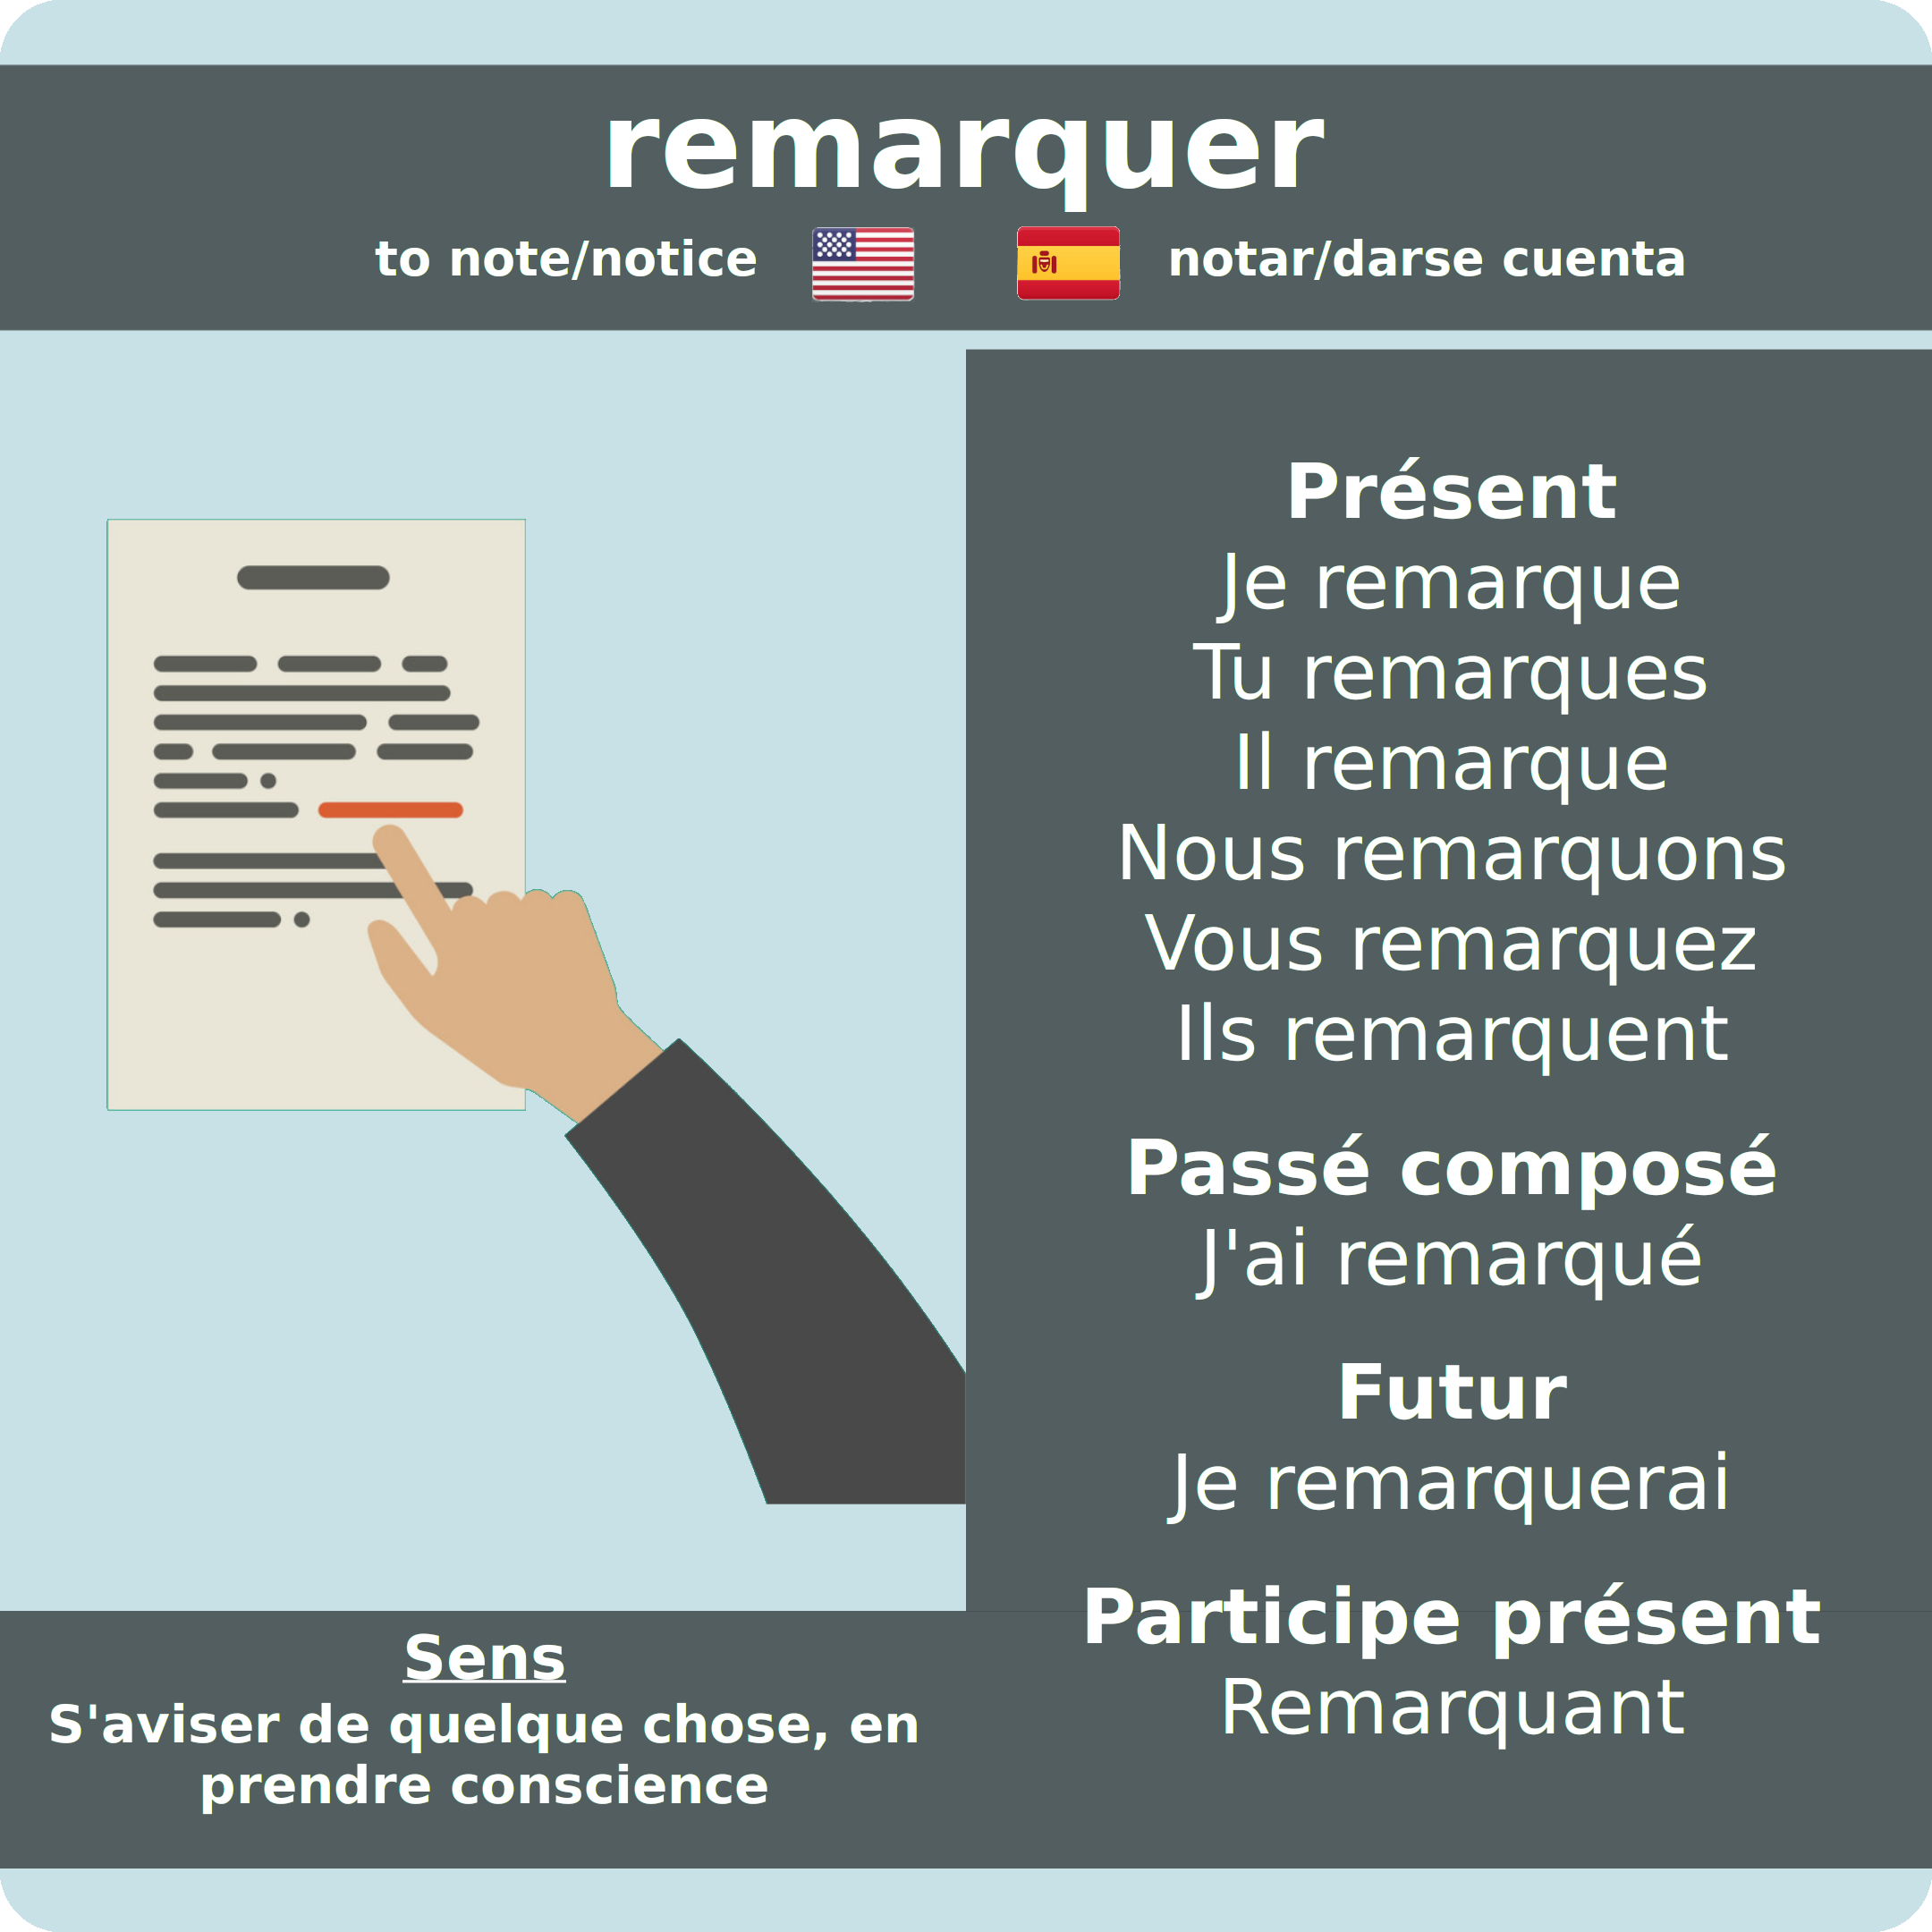 remarquer
to note/notice
notar/darse cuenta
Présent
Je remarque
Tu remarques
Il remarque
Nous remarquons
Vous remarquez
Ils remarquent
Passé composé
J'ai remarqué
Futur
Je remarquerai
Participe présent
Remarquant
Sens
S'aviser de quelque chose, en
prendre conscience